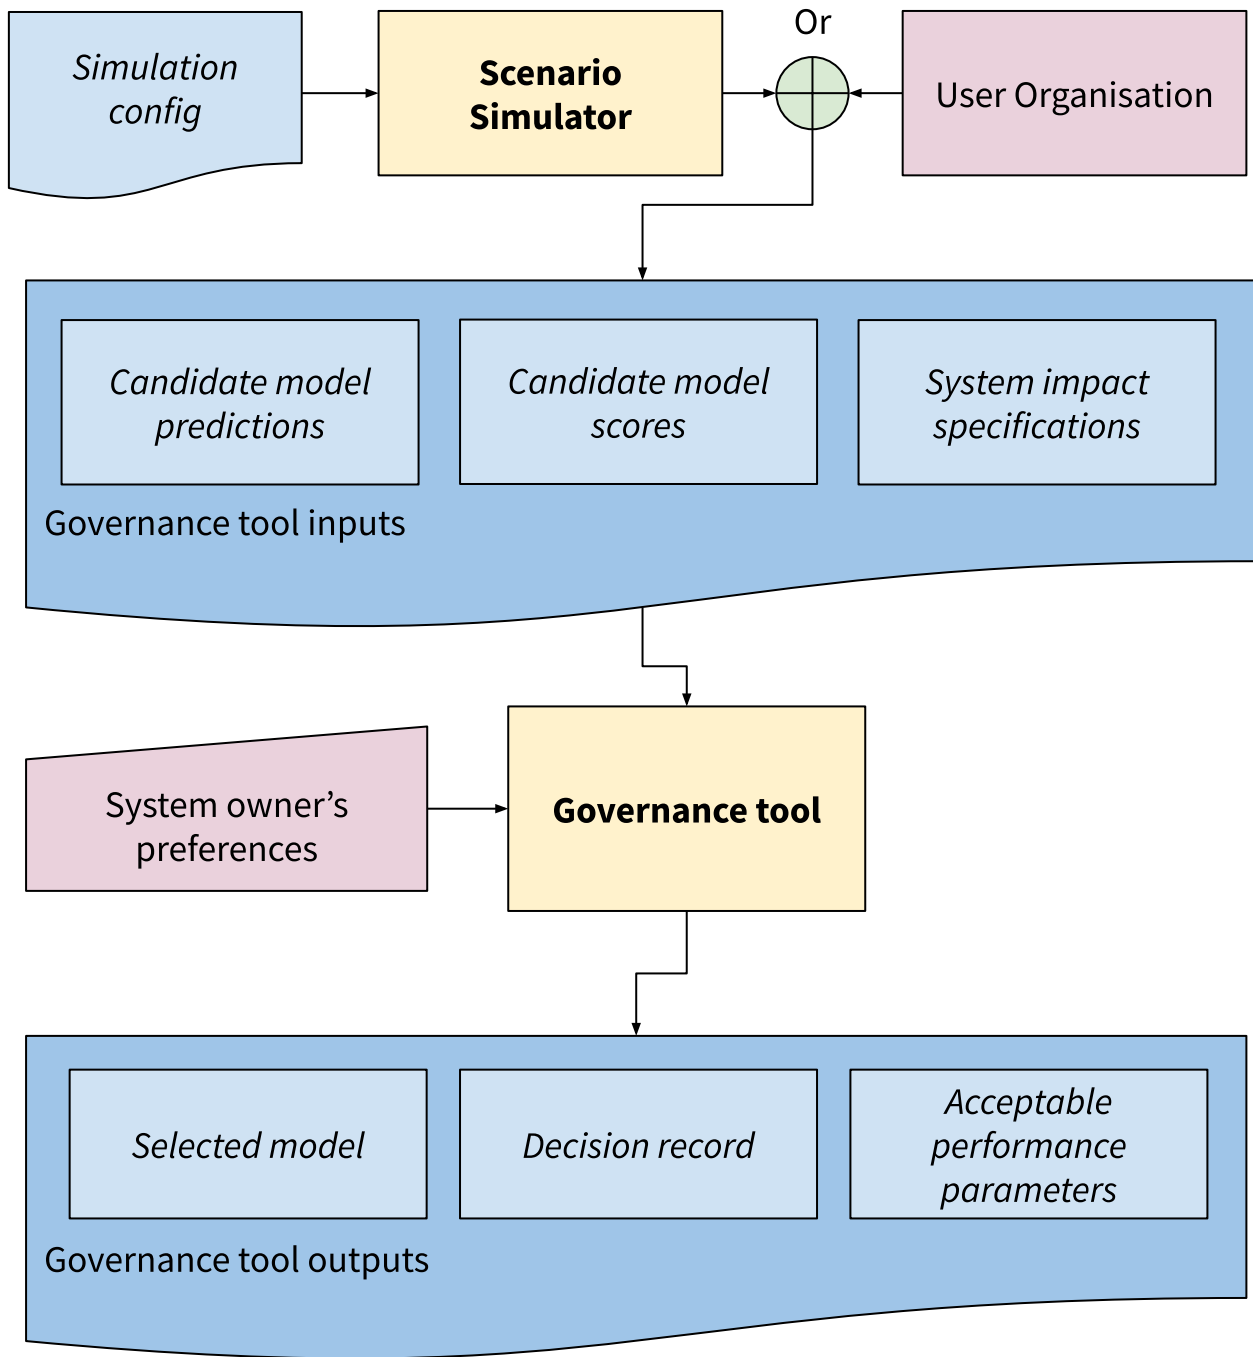 Or
Simulation
config
Scenario
Simulator
User Organisation
Candidate model
predictions
Candidate model
scores
System impact
specifications
Governance tool inputs
System owner’s
preferences
Governance tool
Selected model
Decision record
Acceptable
performance
parameters
Governance tool outputs